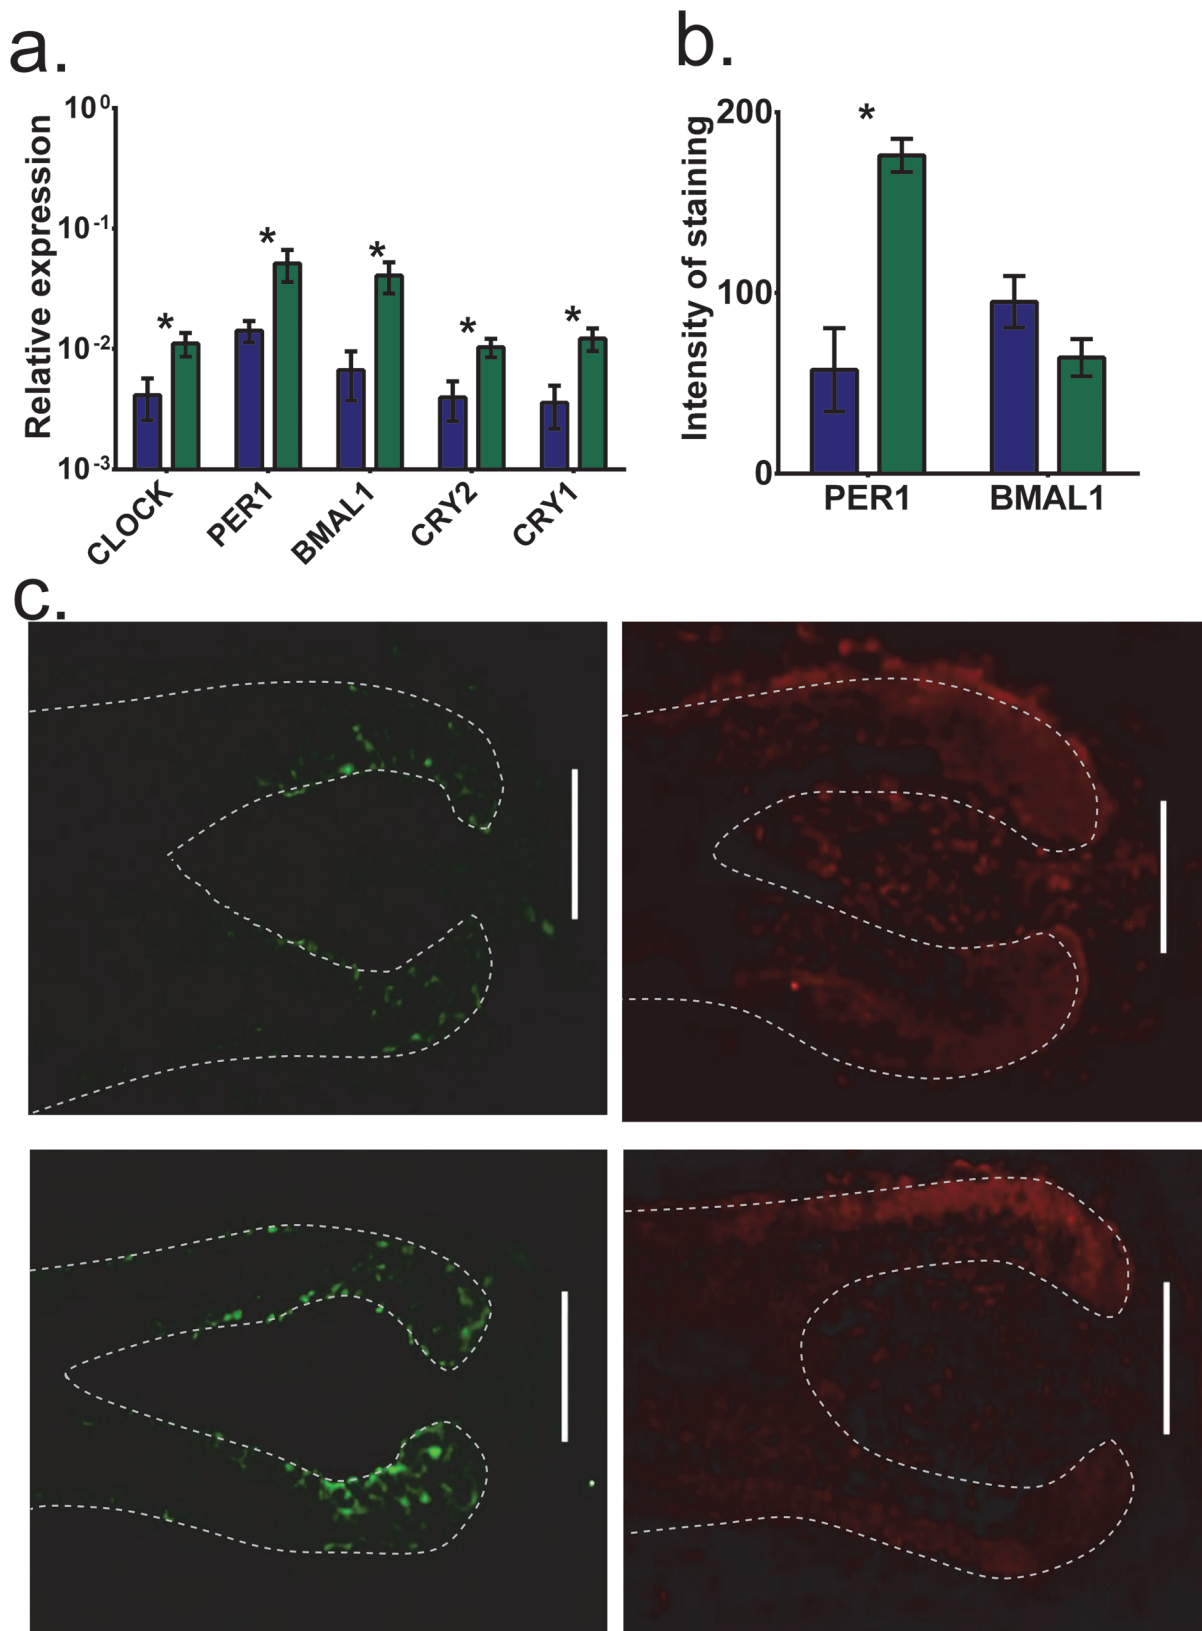 a.
Relative expression
10⁰
10⁻¹
10⁻²
10⁻³
* * * * *
CLOCK PER1 BMAL1 CRY2 CRY1
b.
Intensity of staining
200
100
0
*
PER1 BMAL1
c.